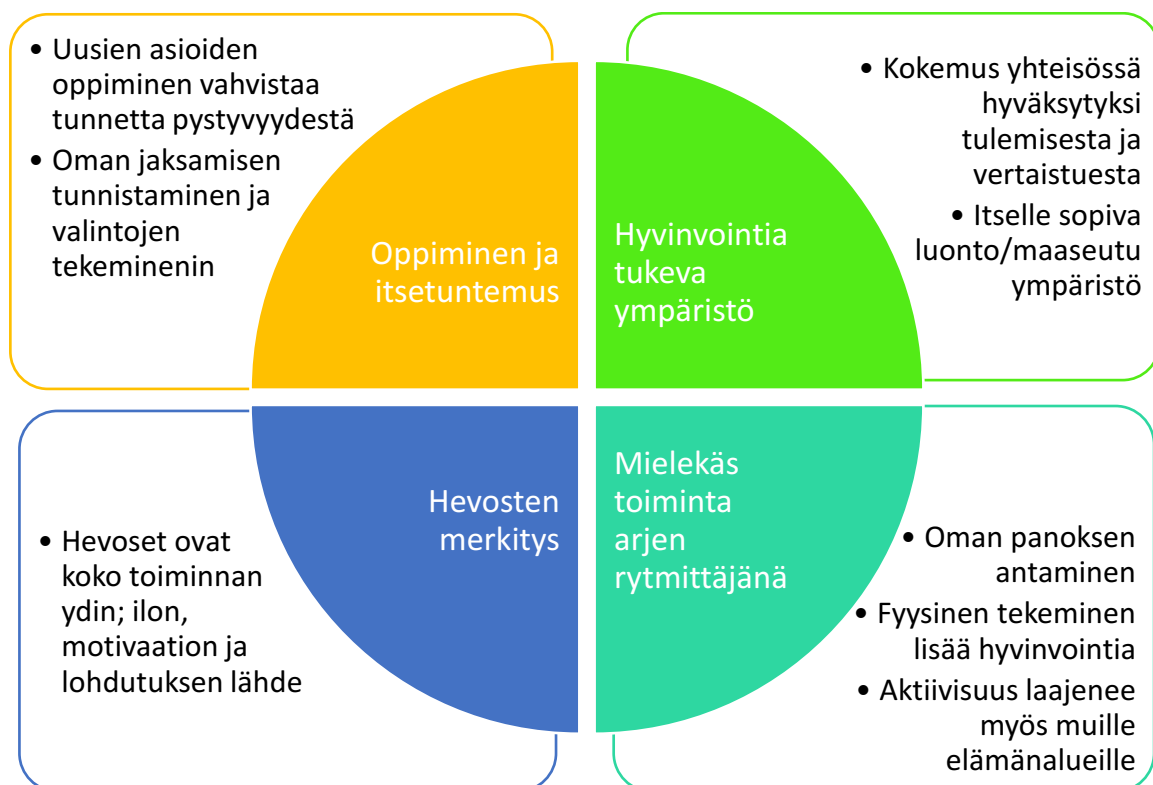 • Uusien asioiden
oppiminen vahvistaa
tunnetta pystyvyydestä
• Oman jaksamisen
tunnistaminen ja
valintojen
tekemine​nin
Oppiminen ja
itsetuntemus
Hyvinvointia
tukeva
ympäristö
• Kokemus yhteisössä
hyväksytyksi
tulemisesta ja
vertaistuesta
• Itselle sopiva
luonto/maaseutu
ympäristö
• Hevoset ovat
koko toiminnan
ydin; ilon,
motivaation ja
lohdutuksen lähde
Hevosten
merkitys
Mielekäs
toiminta
arjen
rytmittäjänä
• Oman panoksen
antaminen
• Fyysinen tekeminen
lisää hyvinvointia
• Aktiivisuus laajenee
myös muille
elämänalueille